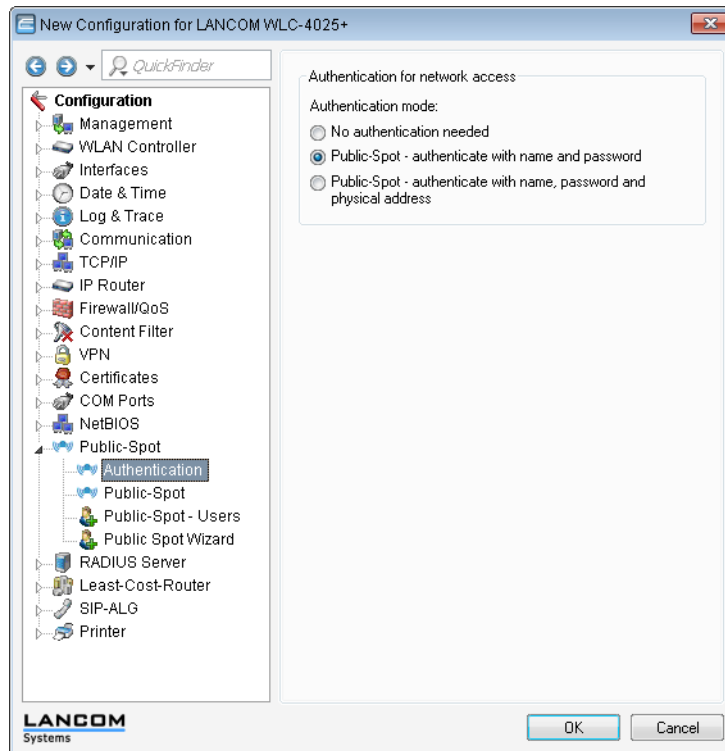 New Configuration for LANCOM WLC-4025+
QuickFinder
Configuration
Management
WLAN Controller
Interfaces
Date & Time
Log & Trace
Communication
TCP/IP
IP Router
Firewall/QoS
Content Filter
VPN
Certificates
COM Ports
NetBIOS
Public-Spot
Authentication
Public-Spot
Public-Spot - Users
Public Spot Wizard
RADIUS Server
Least-Cost-Router
SIP-ALG
Printer
Authentication for network access
Authentication mode:
No authentication needed
Public-Spot - authenticate with name and password
Public-Spot - authenticate with name, password and
physical address
LANCOM
Systems
OK
Cancel